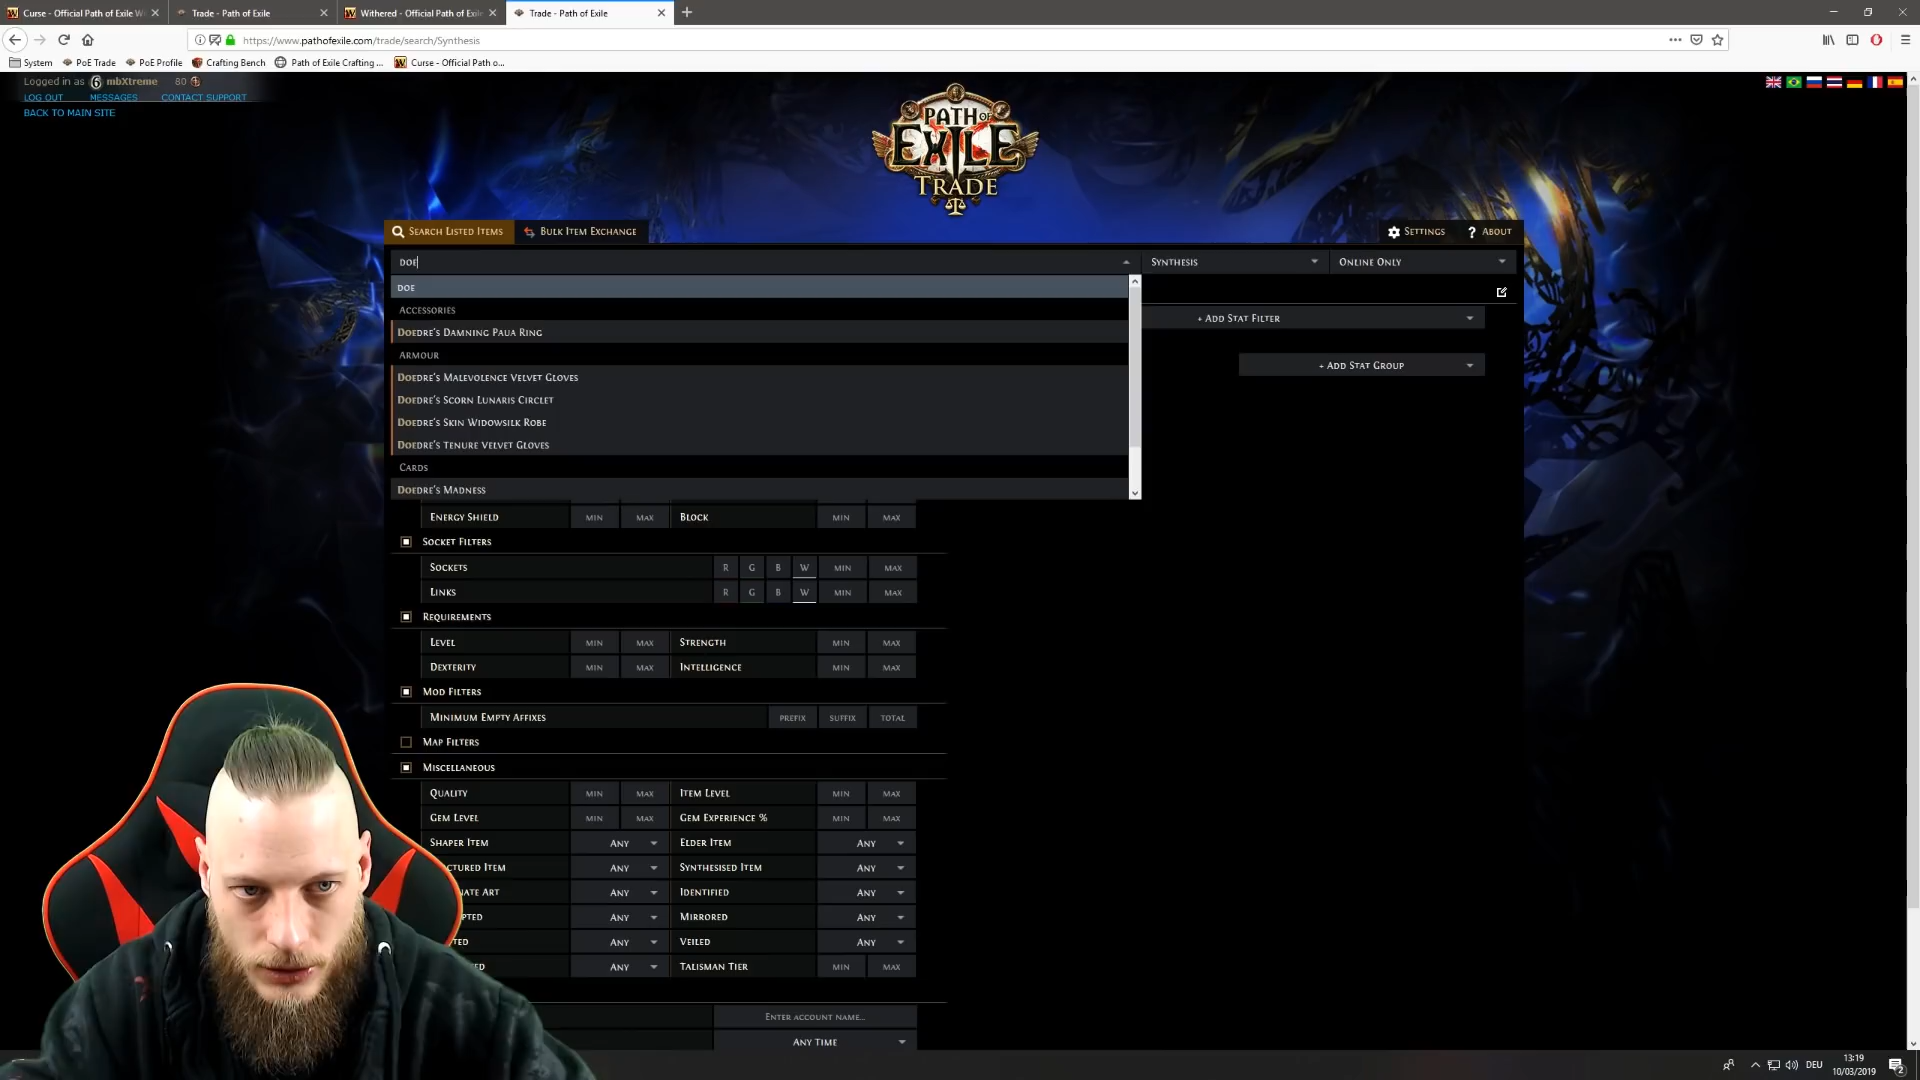 Curse - Official Path of Exile Wi
Trade - Path of Exile
Withered - Official Path of Exile
Trade - Path of Exile
https://www.pathofexile.com/trade/search/Synthesis
System
PoE Trade
PoE Profile
Crafting Bench
Path of Exile Crafting ...
Curse - Official Path o...
Logged in as mbXtreme 80
LOG OUT MESSAGES CONTACT SUPPORT
BACK TO MAIN SITE
PATH OF
EXILE
TRADE
Search Listed Items
Bulk Item Exchange
Settings
? About
doe
Synthesis
Online Only
doe
Accessories
+ Add Stat Filter
Doedre's Damning Paua Ring
Armour
+ Add Stat Group
Doedre's Malevolence Velvet Gloves
Doedre's Scorn Lunaris Circlet
Doedre's Skin Widowsilk Robe
Doedre's Tenure Velvet Gloves
Cards
Doedre's Madness
Energy Shield min max Block min max
Socket Filters
Sockets R G B W min max
Links R G B W min max
Requirements
Level min max Strength min max
Dexterity min max Intelligence min max
Mod Filters
Minimum Empty Affixes prefix suffix total
Map Filters
Miscellaneous
Quality min max Item Level min max
Gem Level min max Gem Experience % min max
Shaper Item Any Elder Item Any
ctured Item Any Synthesised Item Any
nate Art Any Identified Any
pted Any Mirrored Any
ted Any Veiled Any
ed Any Talisman Tier min max
Enter account name...
Any Time
DEU
13:19
10/03/2019
2